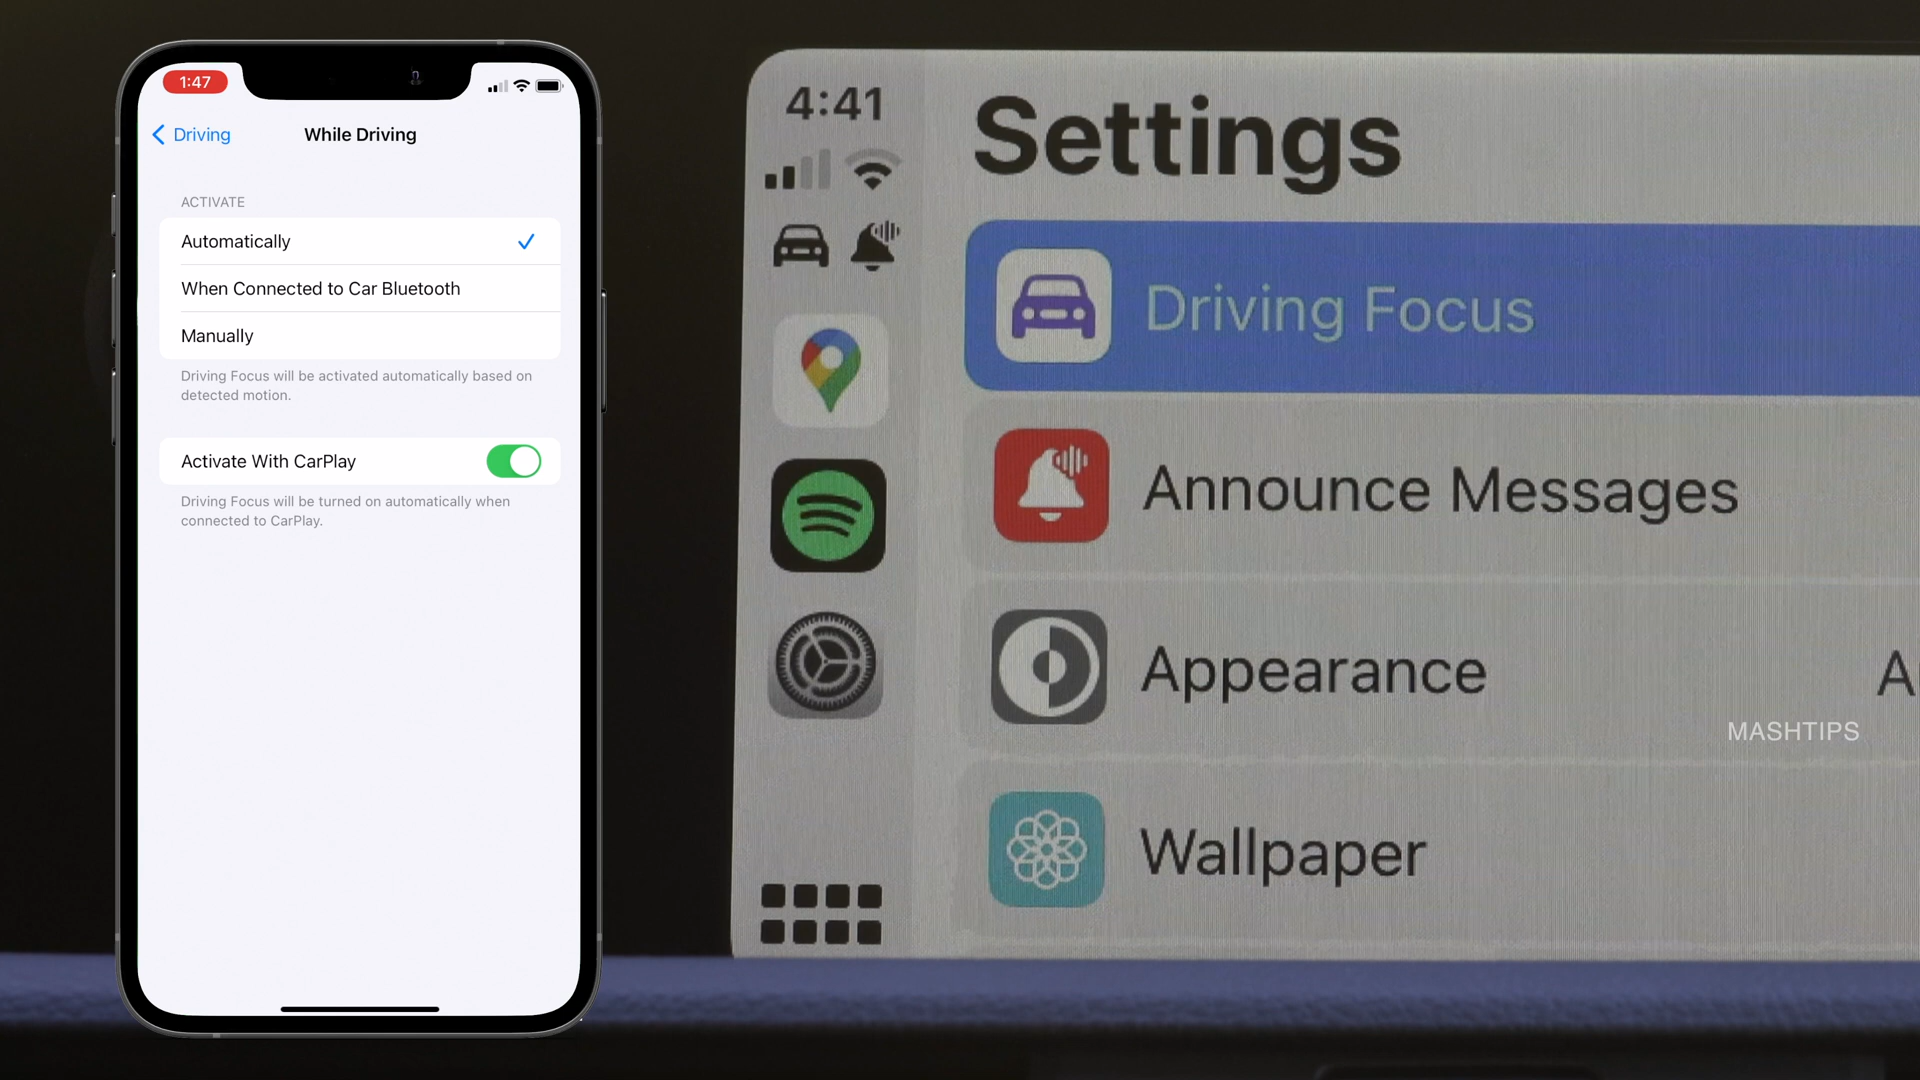 1:47
Driving
While Driving
ACTIVATE
Automatically
When Connected to Car Bluetooth
Manually
Driving Focus will be activated automatically based on
detected motion.
Activate With CarPlay
Driving Focus will be turned on automatically when
connected to CarPlay.
4:41
Settings
Driving Focus
Announce Messages
Appearance
A
Wallpaper
MASHTIPS